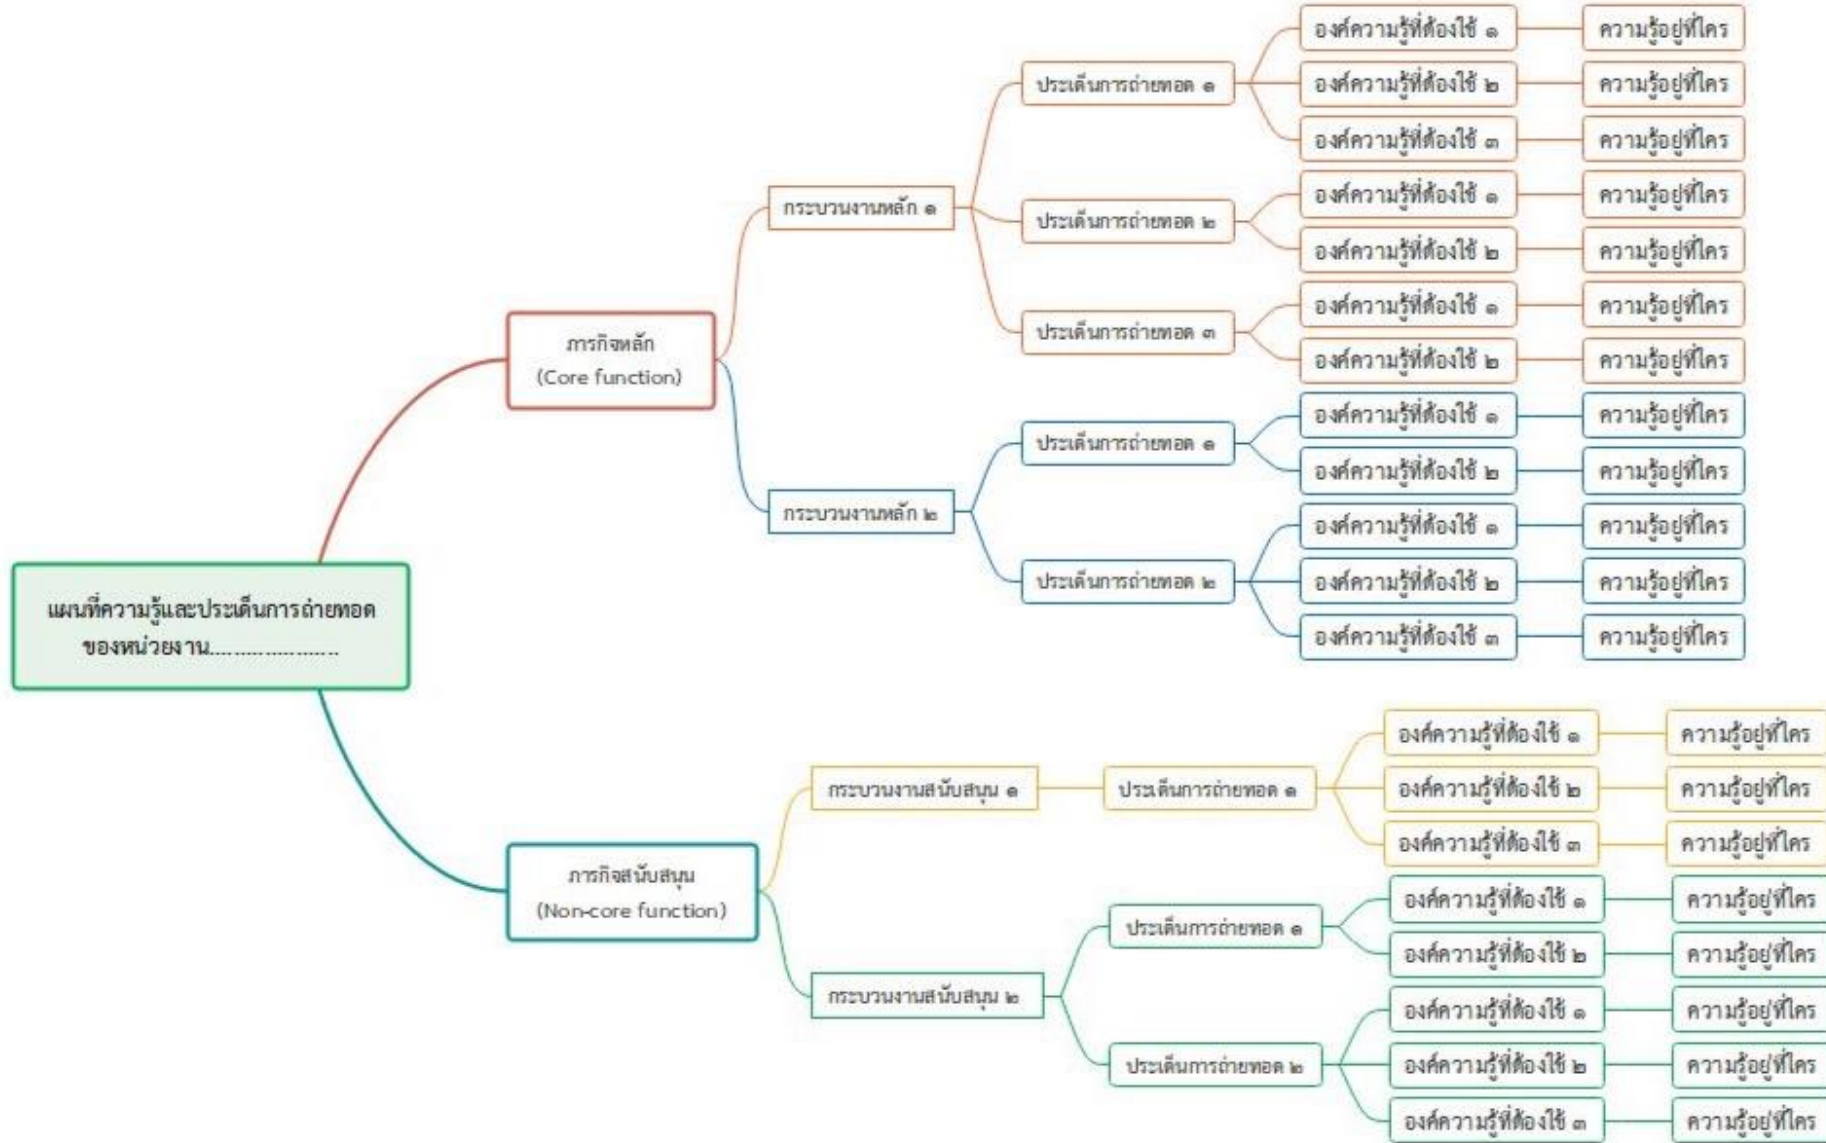 แผนที่ความรู้และประเด็นการถ่ายทอด
ของหน่วยงาน.....................
ภารกิจหลัก
(Core function)
กระบวนงานหลัก ๑
ประเด็นการถ่ายทอด ๑
องค์ความรู้ที่ต้องใช้ ๑
ความรู้อยู่ที่ใคร
องค์ความรู้ที่ต้องใช้ ๒
ความรู้อยู่ที่ใคร
องค์ความรู้ที่ต้องใช้ ๓
ความรู้อยู่ที่ใคร
ประเด็นการถ่ายทอด ๒
องค์ความรู้ที่ต้องใช้ ๑
ความรู้อยู่ที่ใคร
องค์ความรู้ที่ต้องใช้ ๒
ความรู้อยู่ที่ใคร
ประเด็นการถ่ายทอด ๓
องค์ความรู้ที่ต้องใช้ ๑
ความรู้อยู่ที่ใคร
องค์ความรู้ที่ต้องใช้ ๒
ความรู้อยู่ที่ใคร
กระบวนงานหลัก ๒
ประเด็นการถ่ายทอด ๑
องค์ความรู้ที่ต้องใช้ ๑
ความรู้อยู่ที่ใคร
องค์ความรู้ที่ต้องใช้ ๒
ความรู้อยู่ที่ใคร
ประเด็นการถ่ายทอด ๒
องค์ความรู้ที่ต้องใช้ ๑
ความรู้อยู่ที่ใคร
องค์ความรู้ที่ต้องใช้ ๒
ความรู้อยู่ที่ใคร
องค์ความรู้ที่ต้องใช้ ๓
ความรู้อยู่ที่ใคร
ภารกิจสนับสนุน
(Non-core function)
กระบวนงานสนับสนุน ๑
ประเด็นการถ่ายทอด ๑
องค์ความรู้ที่ต้องใช้ ๑
ความรู้อยู่ที่ใคร
องค์ความรู้ที่ต้องใช้ ๒
ความรู้อยู่ที่ใคร
องค์ความรู้ที่ต้องใช้ ๓
ความรู้อยู่ที่ใคร
กระบวนงานสนับสนุน ๒
ประเด็นการถ่ายทอด ๑
องค์ความรู้ที่ต้องใช้ ๑
ความรู้อยู่ที่ใคร
องค์ความรู้ที่ต้องใช้ ๒
ความรู้อยู่ที่ใคร
ประเด็นการถ่ายทอด ๒
องค์ความรู้ที่ต้องใช้ ๑
ความรู้อยู่ที่ใคร
องค์ความรู้ที่ต้องใช้ ๒
ความรู้อยู่ที่ใคร
องค์ความรู้ที่ต้องใช้ ๓
ความรู้อยู่ที่ใคร